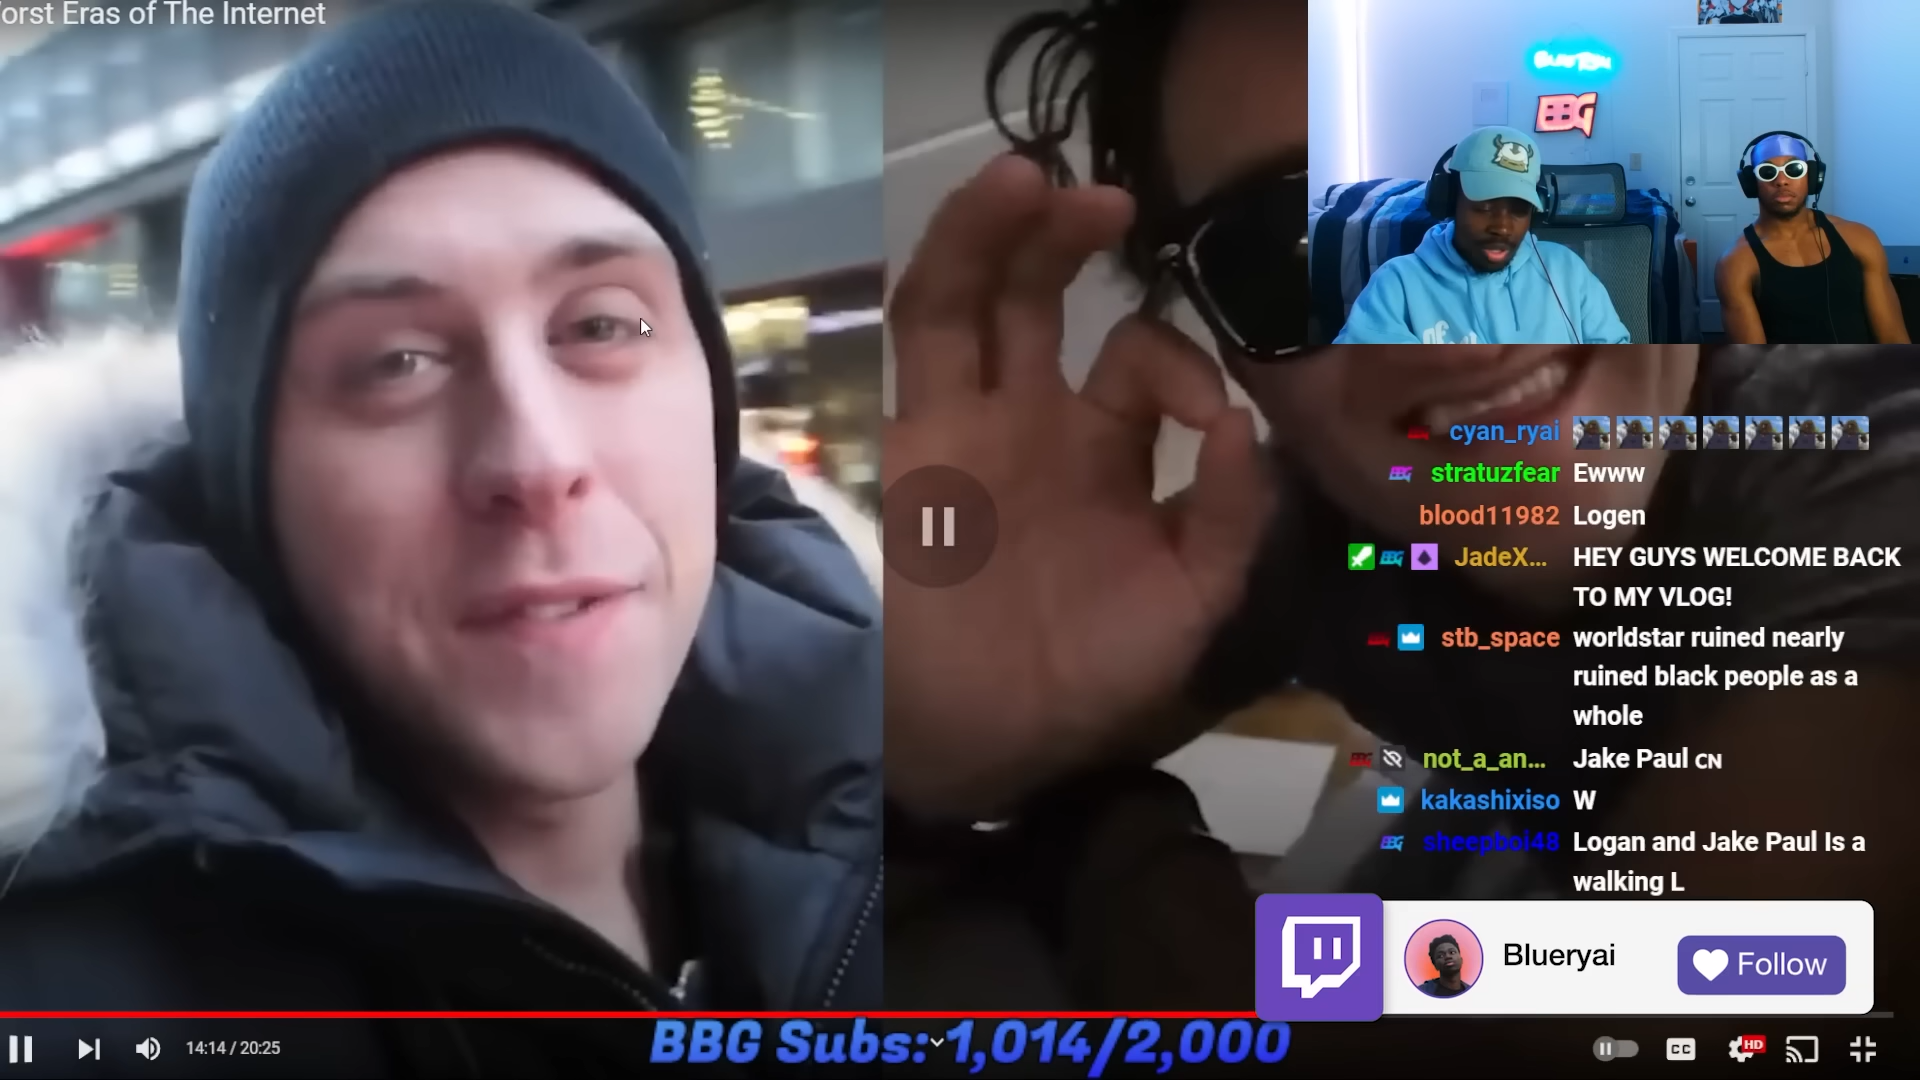 orst Eras of The Internet
BBG
cyan_ryai
stratuzfear Ewww
blood11982 Logen
JadeX... HEY GUYS WELCOME BACK
TO MY VLOG!
stb_space worldstar ruined nearly
ruined black people as a
whole
not_a_an... Jake Paul CN
kakashixiso W
sheepboi48 Logan and Jake Paul Is a
walking L
Blueryai Follow
14:14 / 20:25
BBG Subs: 1,014/2,000
CC
HD